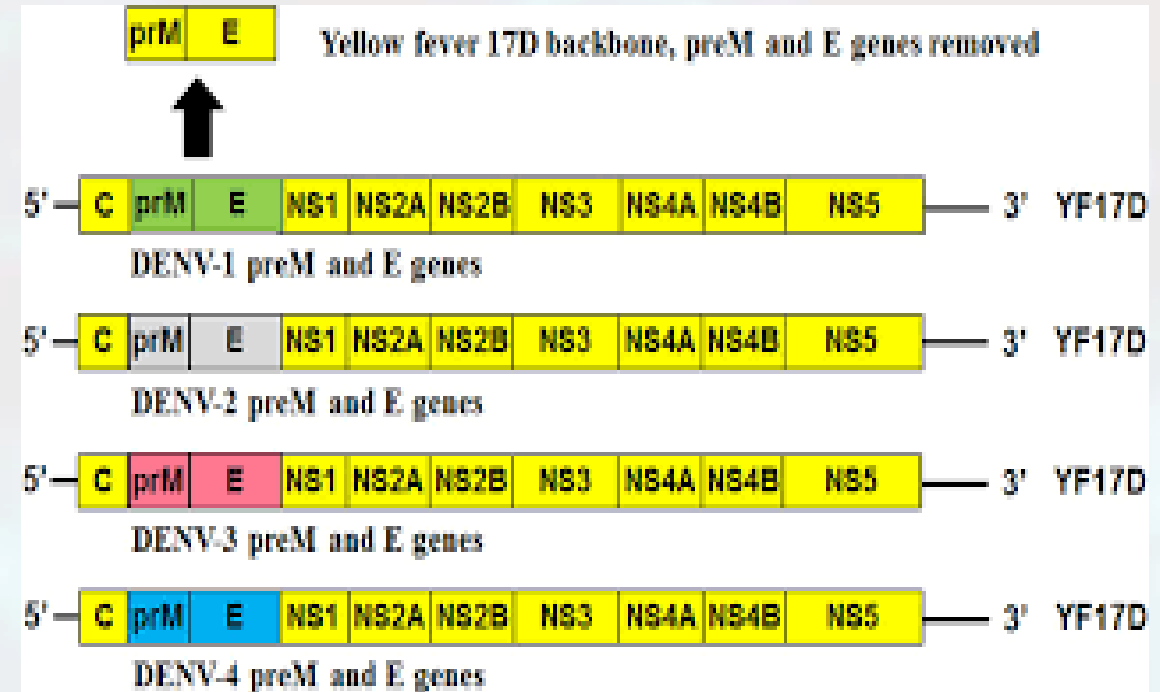 prM E Yellow fever 17D backbone, preM and E genes removed
5' C prM E NS1 NS2A NS2B NS3 NS4A NS4B NS5 3' YF17D
DENV-1 preM and E genes
5' C prM E NS1 NS2A NS2B NS3 NS4A NS4B NS5 3' YF17D
DENV-2 preM and E genes
5' C prM E NS1 NS2A NS2B NS3 NS4A NS4B NS5 3' YF17D
DENV-3 preM and E genes
5' C prM E NS1 NS2A NS2B NS3 NS4A NS4B NS5 3' YF17D
DENV-4 preM and E genes